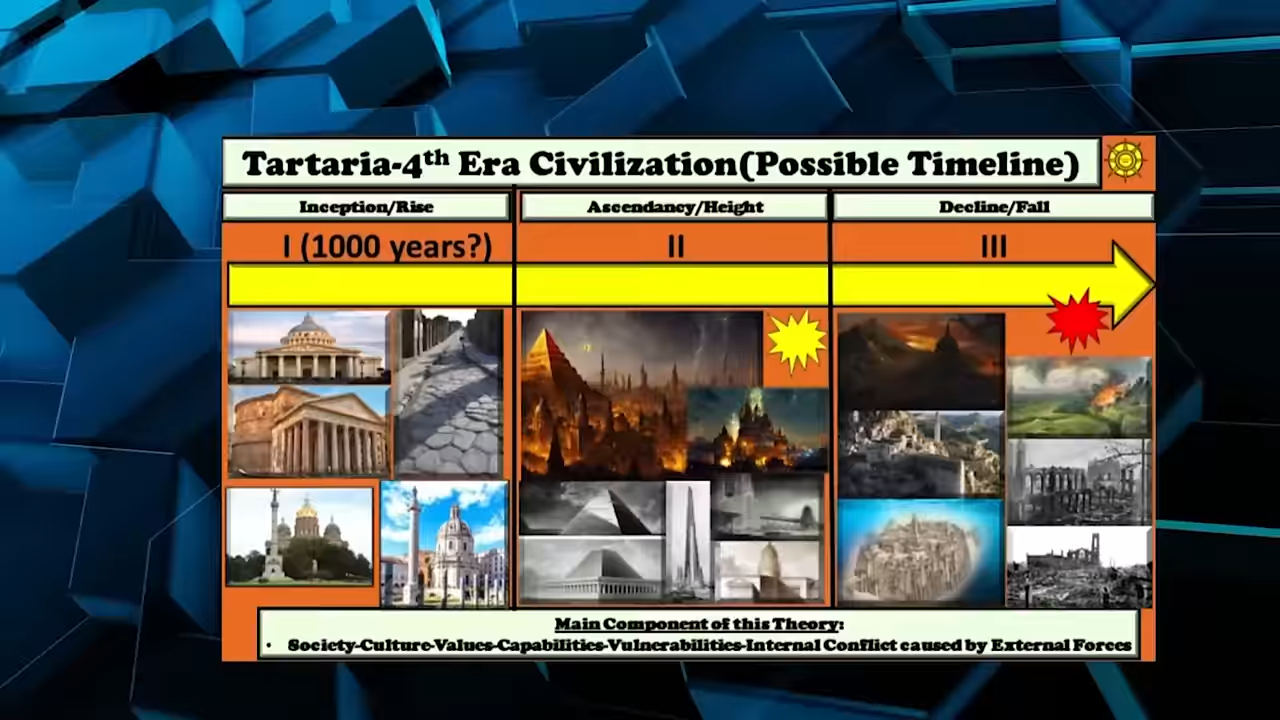 Tartaria-4th Era Civilization(Possible Timeline)
Inception/Rise
Ascendancy/Height
Decline/Fall
I (1000 years?)
II
III
Main Component of this Theory:
• Society-Culture-Values-Capabilities-Vulnerabilities-Internal Conflict caused by External Forces